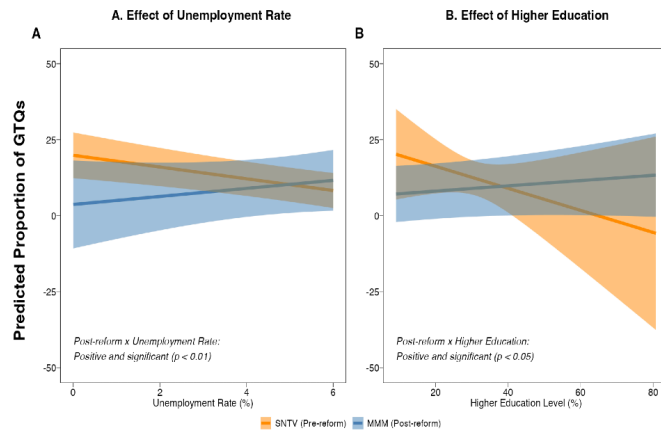 A. Effect of Unemployment Rate
B. Effect of Higher Education
A
B
Predicted Proportion of GTQs
50
25
0
-25
-50
Post-reform x Unemployment Rate:
Positive and significant (p < 0.01)
0
2
4
6
Unemployment Rate (%)
50
25
0
-25
-50
Post-reform x Higher Education:
Positive and significant (p < 0.05)
20
40
60
80
Higher Education Level (%)
SNTV (Pre-reform) MMM (Post-reform)